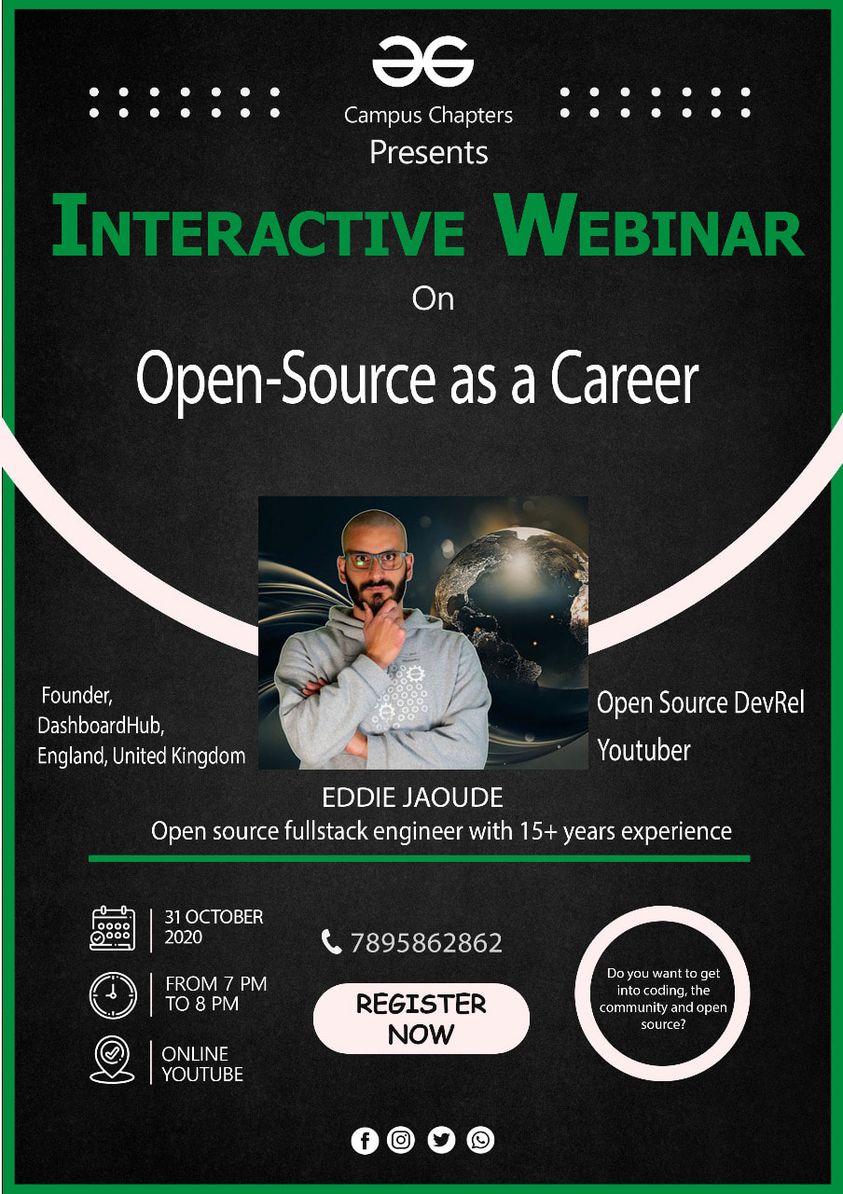 Campus Chapters
Presents
INTERACTIVE WEBINAR
On
Open-Source as a Career
Founder,
DashboardHub,
England, United Kingdom
Open Source DevRel
Youtuber
EDDIE JAOUDE
Open source fullstack engineer with 15+ years experience
31 OCTOBER
2020
FROM 7 PM
TO 8 PM
ONLINE
YOUTUBE
7895862862
REGISTER
NOW
Do you want to get
into coding, the
community and open
source?